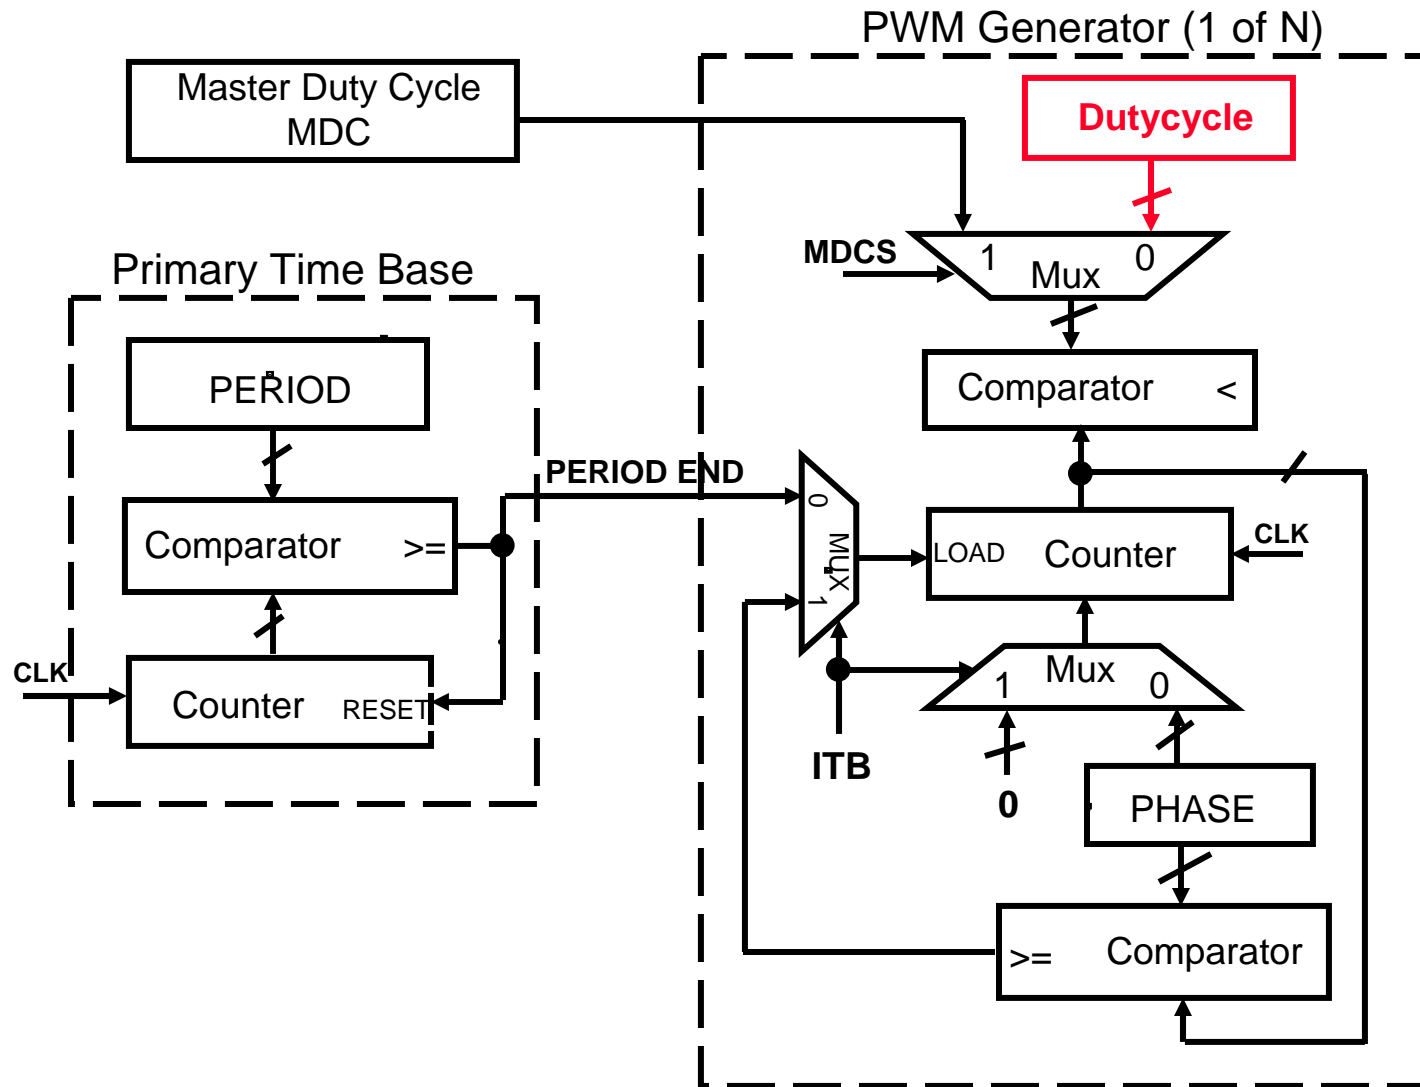 PWM Generator (1 of N)
Master Duty Cycle
MDC
Dutycycle
MDCS
1
Mux
0
Primary Time Base
PERIOD
Comparator <
PERIOD END
0
MUX
1
Comparator >=
LOAD Counter
CLK
CLK
Counter RESET
1
Mux
0
ITB
0
PHASE
>= Comparator